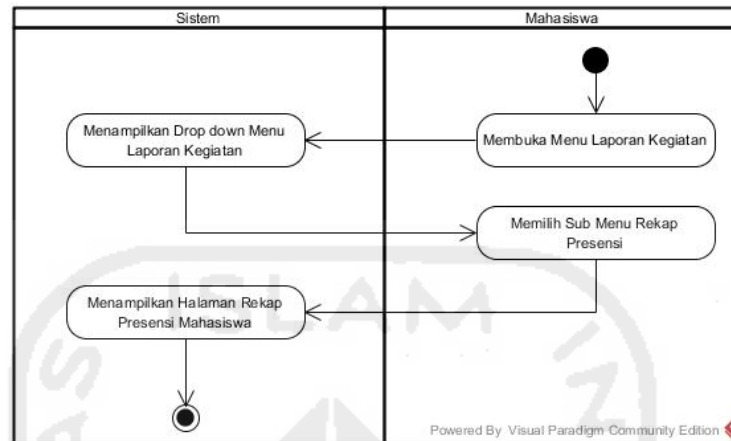 Sistem
Mahasiswa
Membuka Menu Laporan Kegiatan
Menampilkan Drop down Menu
Laporan Kegiatan
Memilih Sub Menu Rekap
Presensi
Menampilkan Halaman Rekap
Presensi Mahasiswa
ISLAM
Powered By Visual Paradigm Community Edition